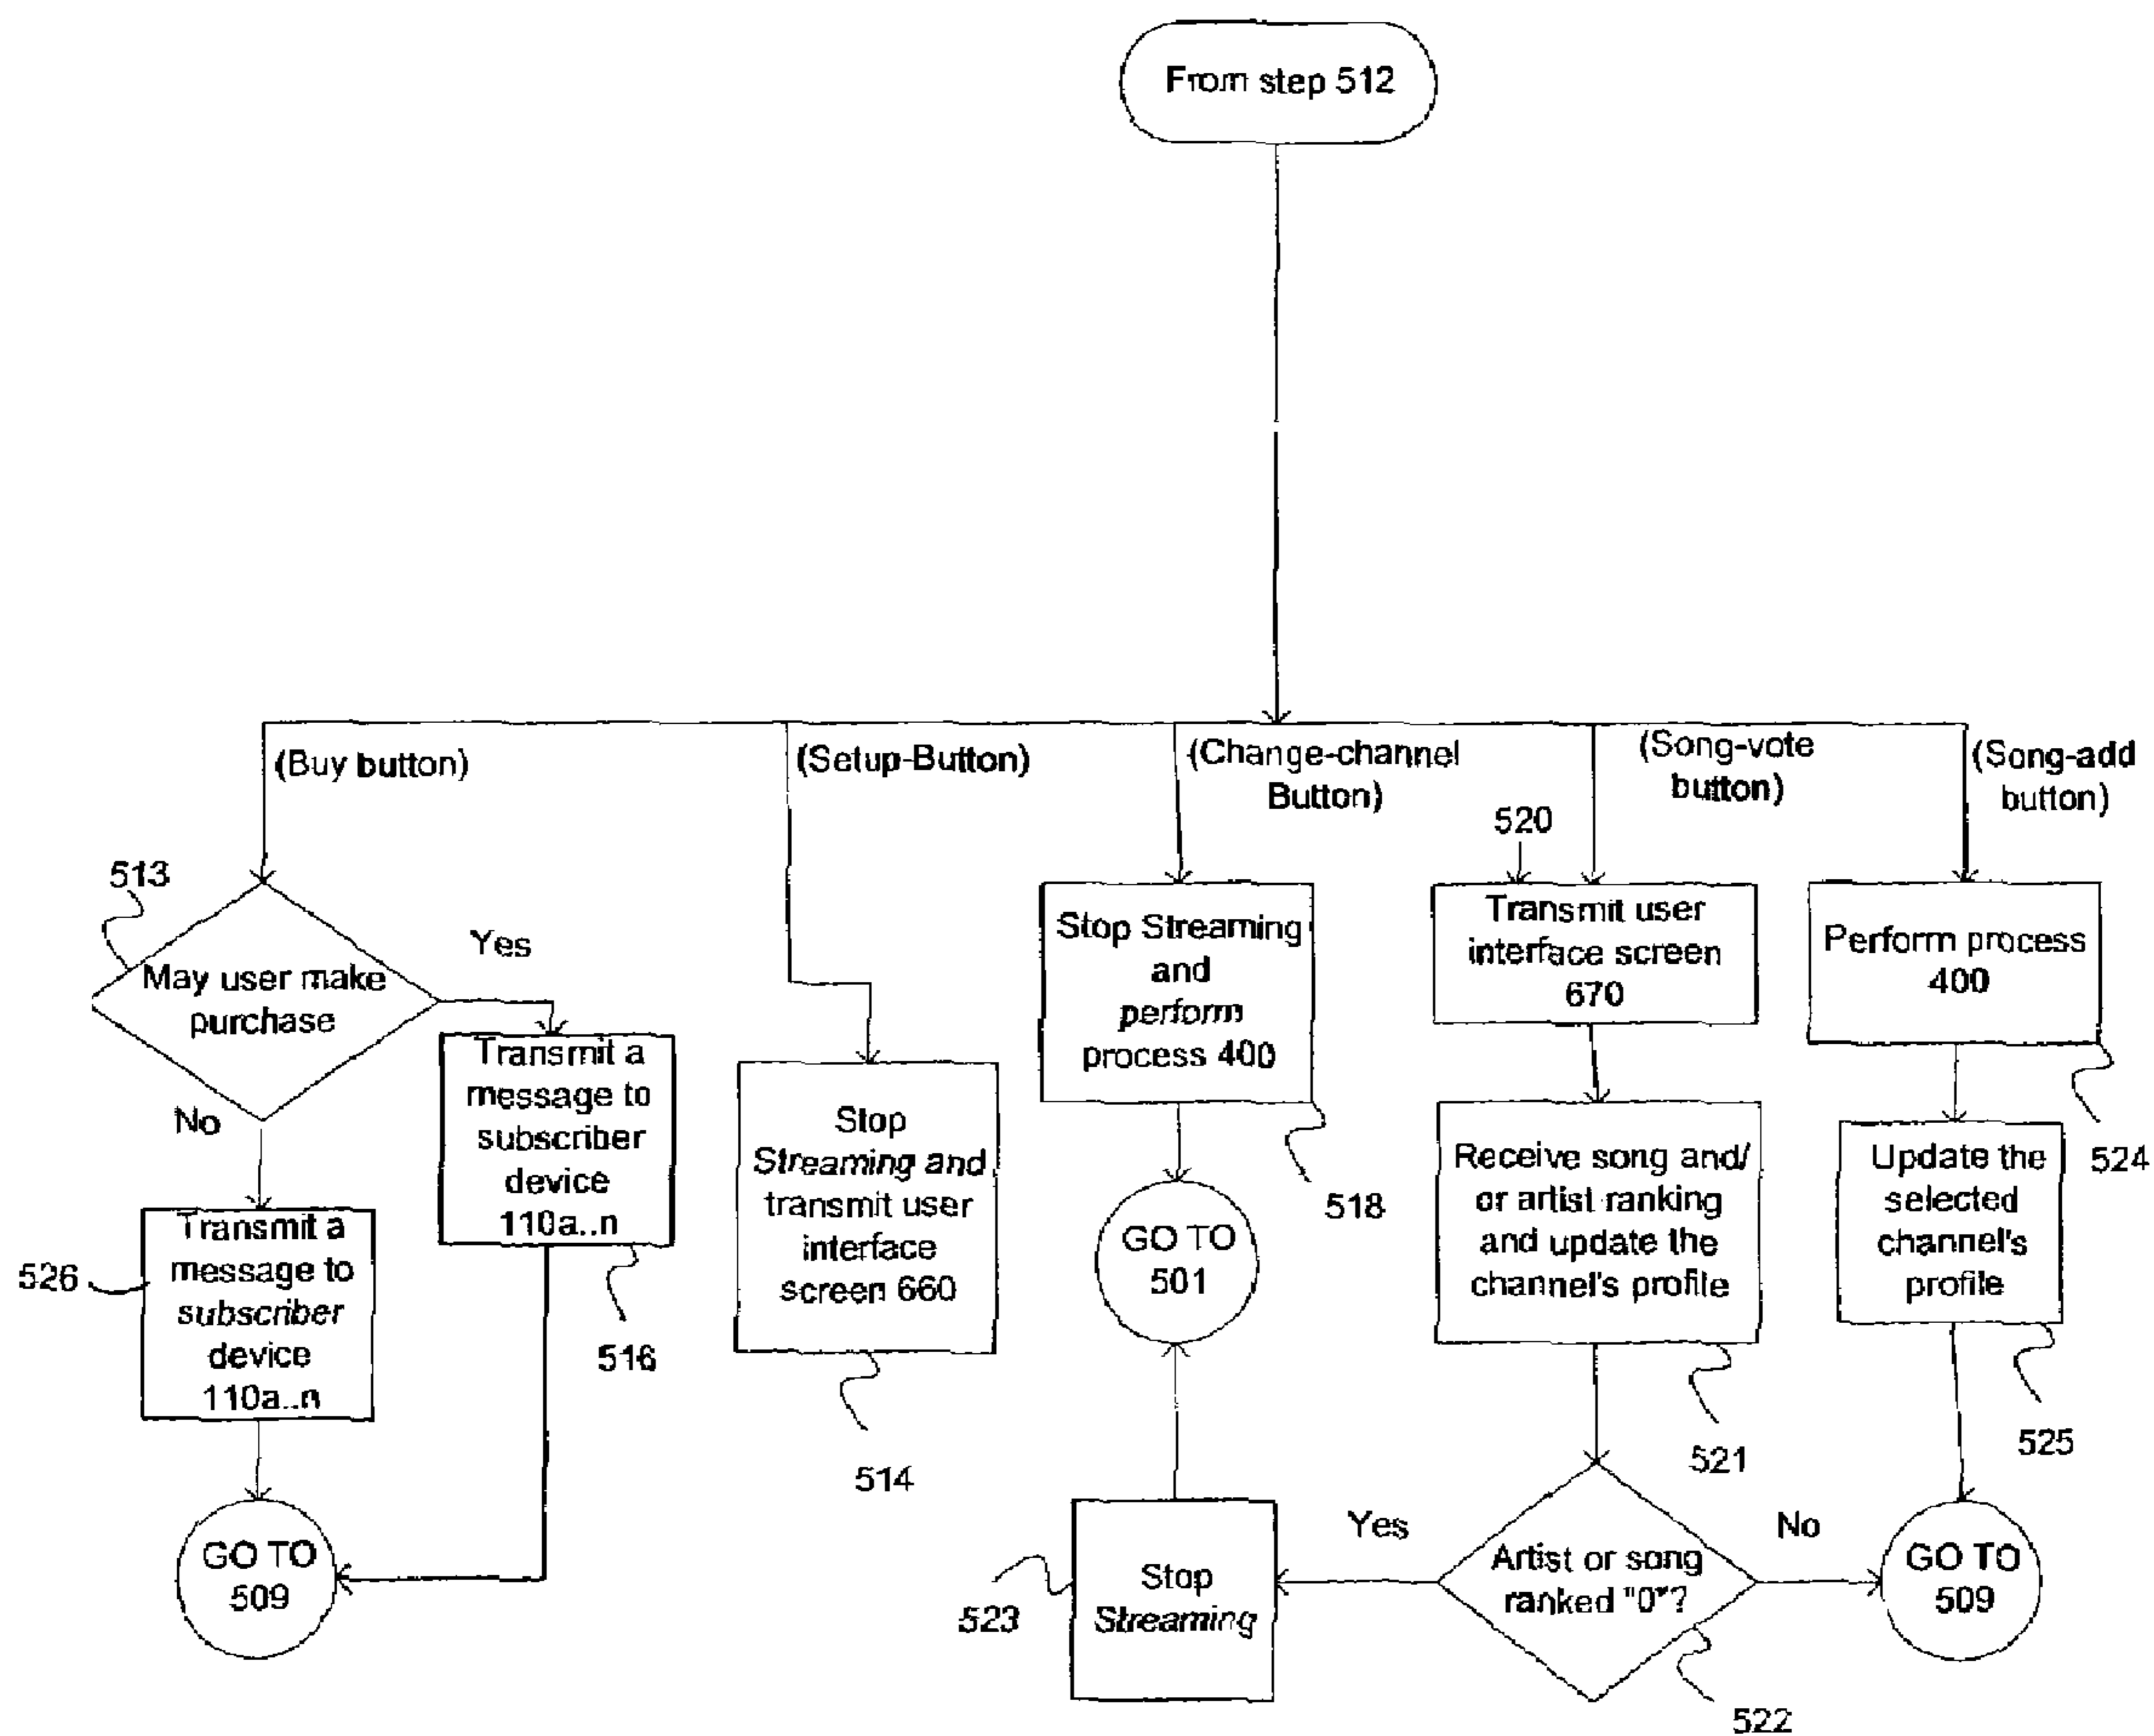 From step 512
(Buy button)
(Setup-Button)
(Change-channel
Button)
(Song-vote
button)
(Song-add
button)
513
May user make
purchase
Yes
No
Transmit a
message to
subscriber
device
110a..n
516
526
Transmit a
message to
subscriber
device
110a..n
GO TO
509
Stop
Streaming and
transmit user
interface
screen 660
514
Stop Streaming
and
perform
process 400
518
GO TO
501
520
Transmit user
interface screen
670
Receive song and/
or artist ranking
and update the
channel's profile
521
Artist or song
ranked "0"?
522
Yes
No
Stop
Streaming
523
Perform process
400
524
Update the
selected
channel's
profile
525
GO TO
509